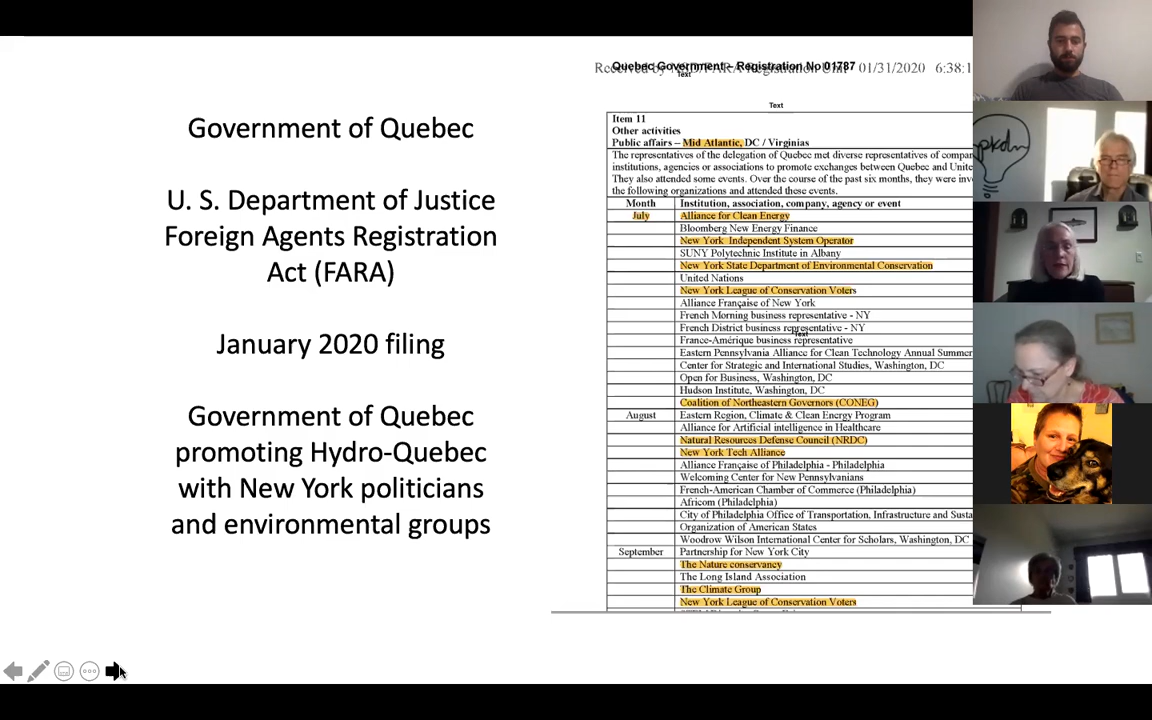 Government of Quebec
U. S. Department of Justice
Foreign Agents Registration
Act (FARA)
January 2020 filing
Government of Quebec
promoting Hydro-Quebec
with New York politicians
and environmental groups
Quebec Government – Registration No 01787
Received by 01/31/2020 6:38:1
Text
Text
Item 11
Other activities
Public affairs – Mid Atlantic, DC / Virginias
The representatives of the delegation of Quebec met diverse representatives of
institutions, agencies or associations to promote exchanges between Quebec and
They also attended some events. Over the course of the past six months, they were
the following organizations and attended these events.
Month Institution, association, company, agency or event
July Alliance for Clean Energy
Bloomberg New Energy Finance
New York Independent System Operator
SUNY Polytechnic Institute in Albany
New York State Department of Environmental Conservation
United Nations
New York League of Conservation Voters
Alliance Française of New York
French Morning business representative - NY
French District business representative - NY
Text
France-Amérique business representative
Eastern Pennsylvania Alliance for Clean Technology Annual Summer
Center for Strategic and International Studies, Washington, DC
Open for Business, Washington, DC
Hudson Institute, Washington, DC
Coalition of Northeastern Governors (CONEG)
August Eastern Region, Climate & Clean Energy Program
Alliance for Artificial intelligence in Healthcare
Natural Resources Defense Council (NRDC)
New York Tech Alliance
Alliance Française of Philadelphia - Philadelphia
Welcoming Center for New Pennsylvanians
French-American Chamber of Commerce (Philadelphia)
Africom (Philadelphia)
City of Philadelphia Office of Transportation, Infrastructure and Susta
Organization of American States
Woodrow Wilson International Center for Scholars, Washington, DC
September Partnership for New York City
The Nature conservancy
The Long Island Association
The Climate Group
New York League of Conservation Voters
pkdn